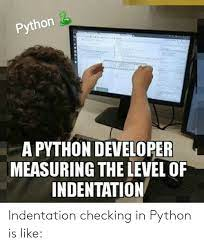 Python
A PYTHON DEVELOPER
MEASURING THE LEVEL OF
INDENTATION
Indentation checking in Python
is like: